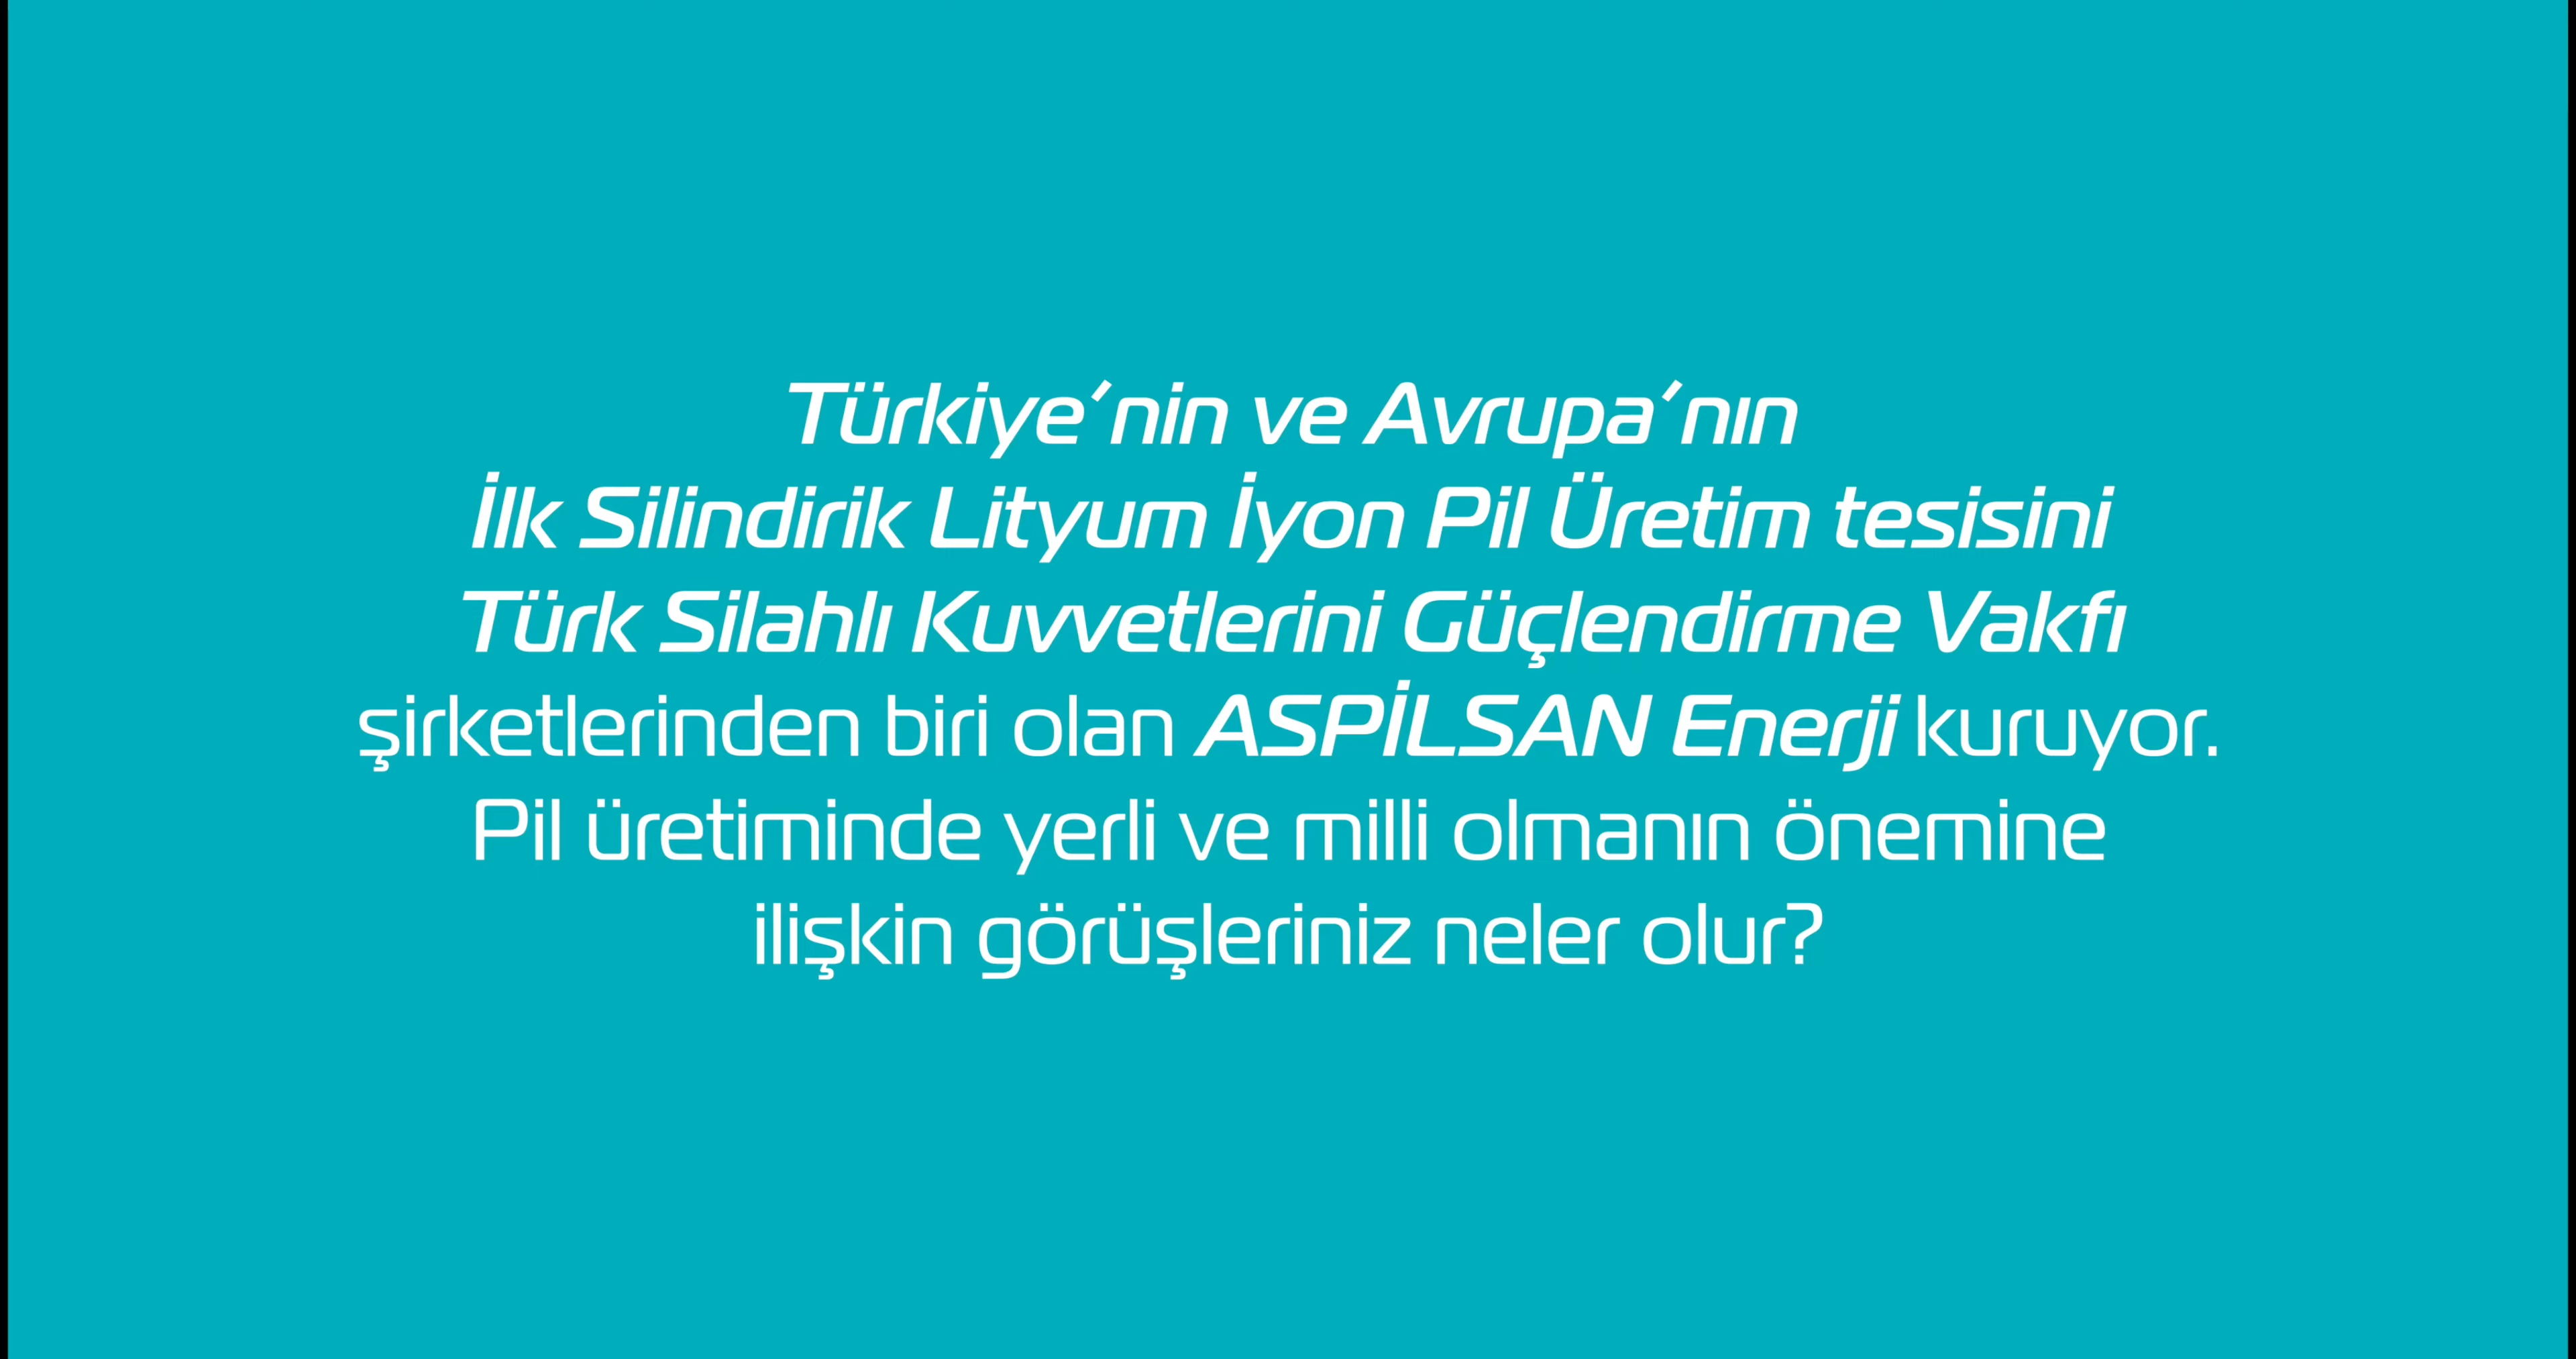 Türkiye'nin ve Avrupa'nın
İlk Silindirik Lityum İyon Pil Üretim tesisini
Türk Silahlı Kuvvetlerini Güçlendirme Vakfı
şirketlerinden biri olan ASPİLSAN Enerji kuruyor.
Pil üretiminde yerli ve milli olmanın önemine
ilişkin görüşleriniz neler olur?